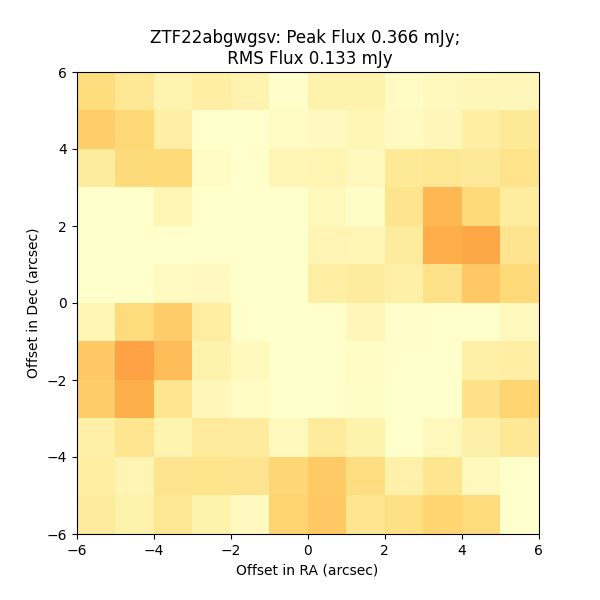 ZTF22abgwgsv: Peak Flux 0.366 mJy;
RMS Flux 0.133 mJy
6
4
2
0
−2
−4
−6
Offset in Dec (arcsec)
−6 −4 −2 0 2 4 6
Offset in RA (arcsec)